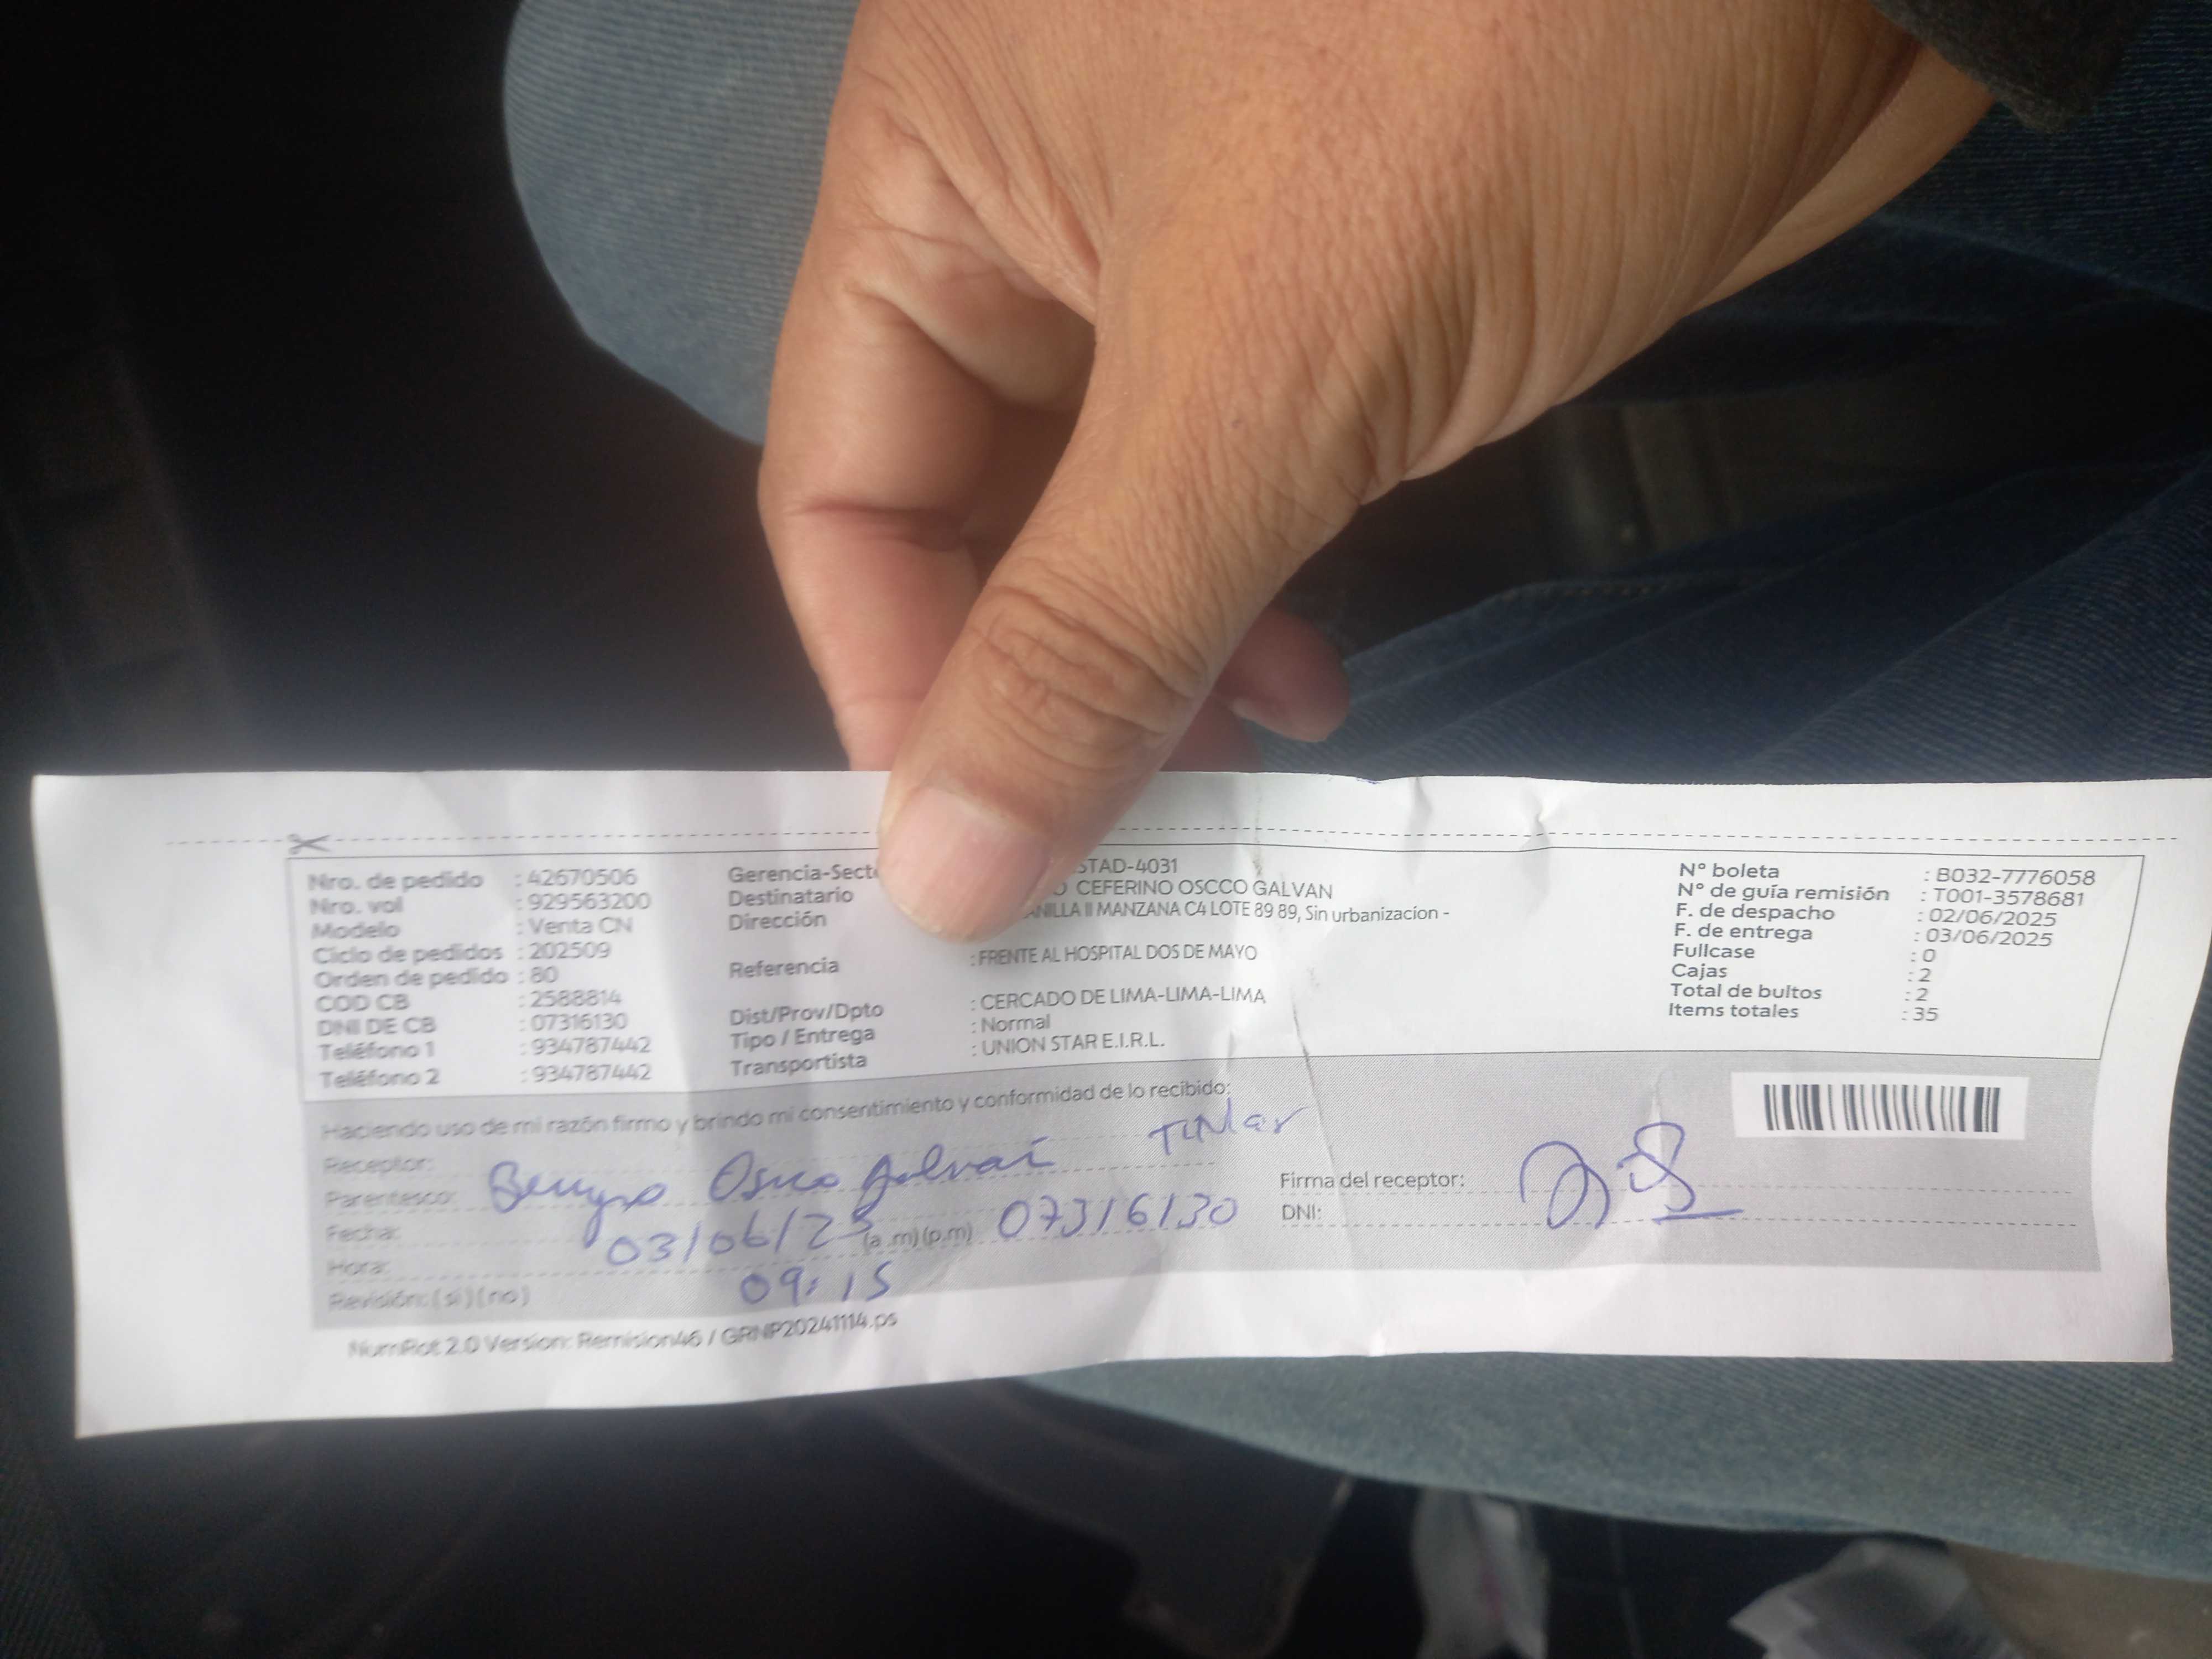 Nro. de pedido : 42670506
Nro. vol : 929563200
Modelo : Venta CN
Ciclo de pedidos : 202509
Orden de pedido : 80
COD CB : 2588814
DNI DE CB : 07316130
Teléfono 1 : 934787442
Teléfono 2 : 934787442
Gerencia-Sect STAD-4031
Destinatario O CEFERINO OSCCO GALVAN
Dirección ANILLA II MANZANA C4 LOTE 89 89, Sin urbanizacion -
Referencia : FRENTE AL HOSPITAL DOS DE MAYO
Dist/Prov/Dpto : CERCADO DE LIMA-LIMA-LIMA
Tipo / Entrega : Normal
Transportista : UNION STAR E.I.R.L.
N° boleta : B032-7776058
N° de guía remisión : T001-3578681
F. de despacho : 02/06/2025
F. de entrega : 03/06/2025
Fullcase : 0
Cajas : 2
Total de bultos : 2
Items totales : 35
Haciendo uso de mi razón firmo y brindo mi consentimiento y conformidad de lo recibido:
Receptor: Titular
Parentesco: Osco Galvan
Fecha: 03/06/25 (a.m)(p.m) 07316130
Hora: 09:15
Revisión: (si)(no)
Firma del receptor:
DNI:
NumRot 2.0 Version: Remision46 / GRNP20241114.ps